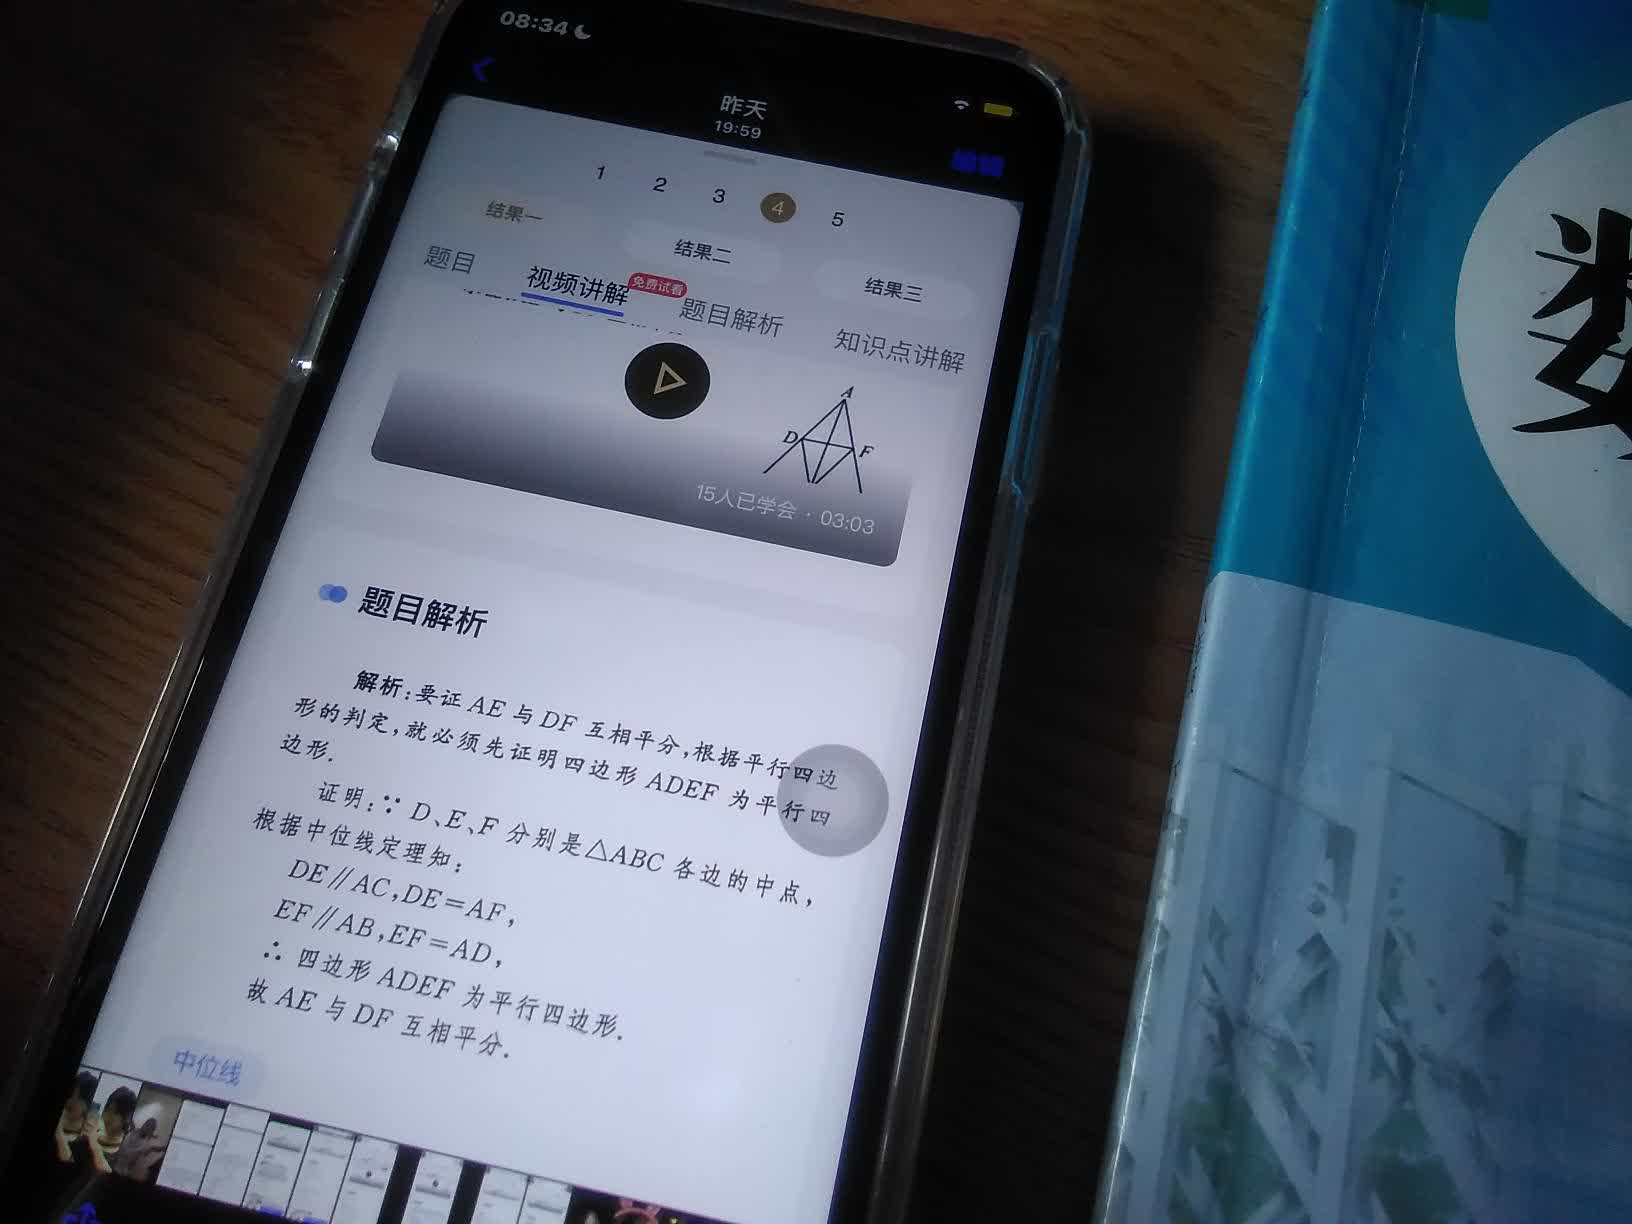 08:34
昨天
19:59
1 2 3 4 5
结果一 结果二 结果三
题目 视频讲解 免费试看 题目解析 知识点讲解
A
D
F
15人已学会 · 03:03
题目解析
解析:要证 AE 与 DF 互相平分,根据平行四边
形的判定,就必须先证明四边形 ADEF 为平行四
边形.
证明:∵ D、E、F 分别是△ABC 各边的中点,
根据中位线定理知:
DE∥AC,DE=AF,
EF∥AB,EF=AD,
∴ 四边形 ADEF 为平行四边形.
故 AE 与 DF 互相平分.
中位线